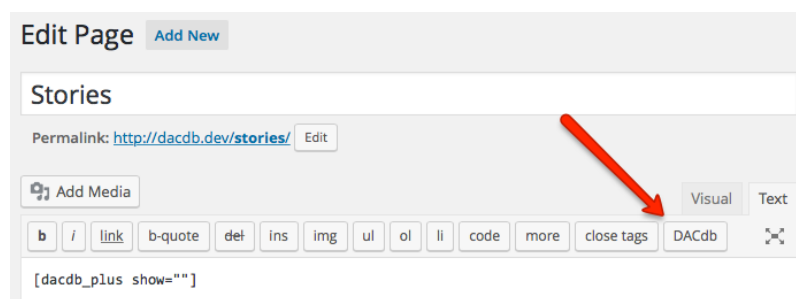 Edit Page Add New
Stories
Permalink: http://dacdb.dev/stories/ Edit
Add Media Visual Text
b i link b-quote del ins img ul ol li code more close tags DACdb
[dacdb_plus show=""]